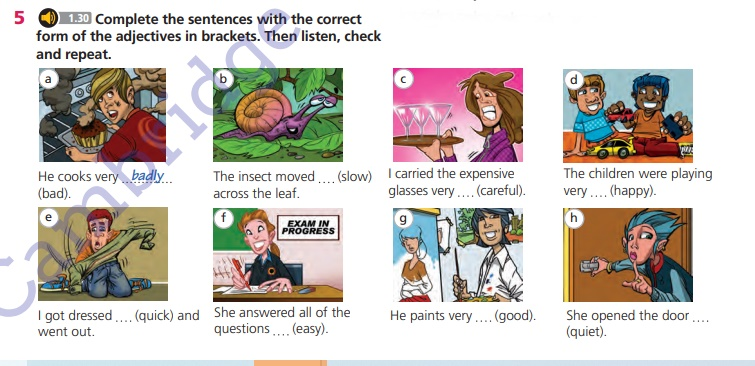 5 1.30 Complete the sentences with the correct
form of the adjectives in brackets. Then listen, check
and repeat.
a
b
c
d
He cooks very ...badly...
(bad).
The insect moved .... (slow)
across the leaf.
I carried the expensive
glasses very .... (careful).
The children were playing
very .... (happy).
e
f
EXAM IN
PROGRESS
g
h
I got dressed .... (quick) and
went out.
She answered all of the
questions .... (easy).
He paints very .... (good).
She opened the door ....
(quiet).
Cambridge